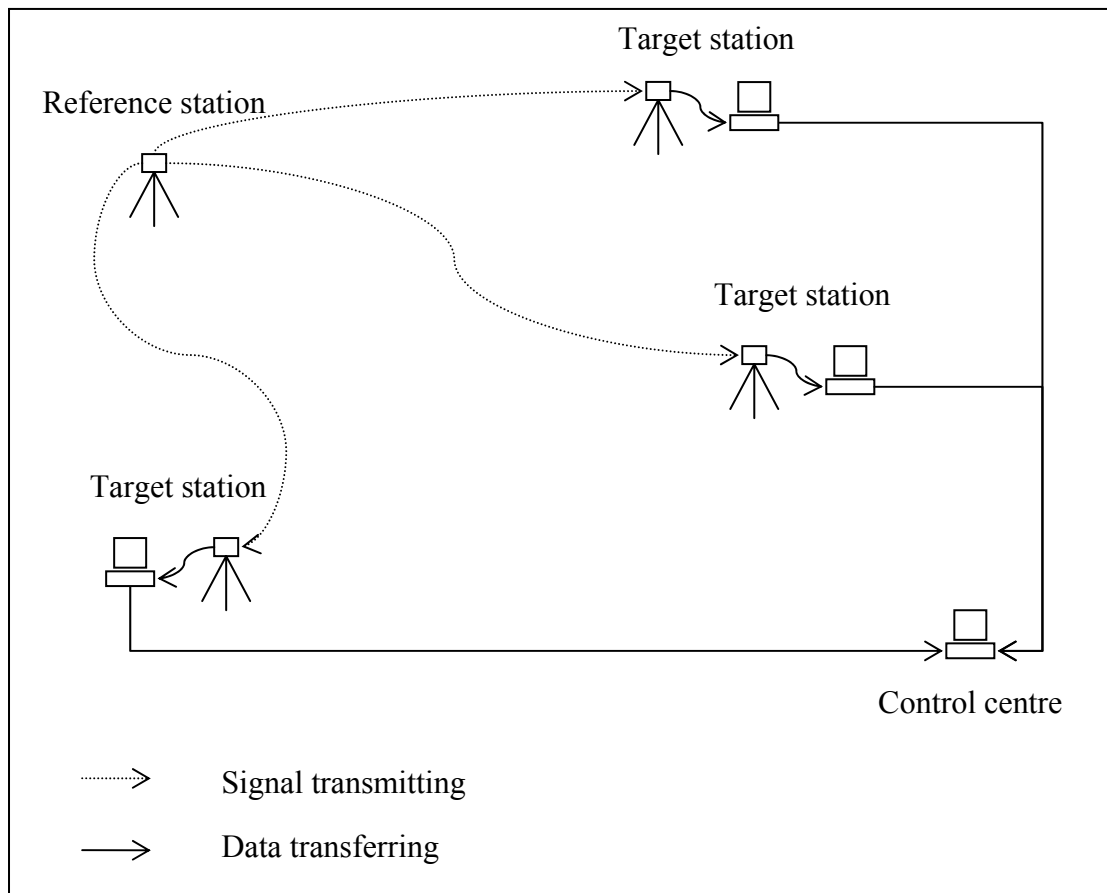 Target station
Reference station
Target station
Target station
Control centre
Signal transmitting
Data transferring